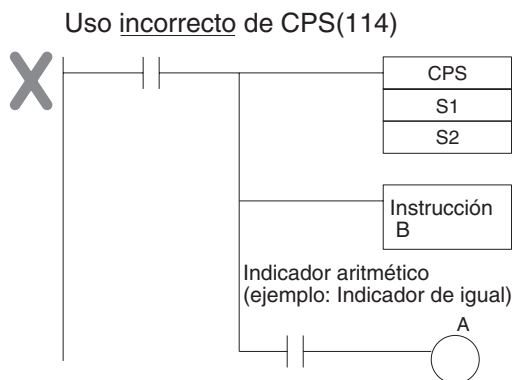 Uso incorrecto de CPS(114)
CPS
S1
S2
Instrucción
B
Indicador aritmético
(ejemplo: Indicador de igual)
A